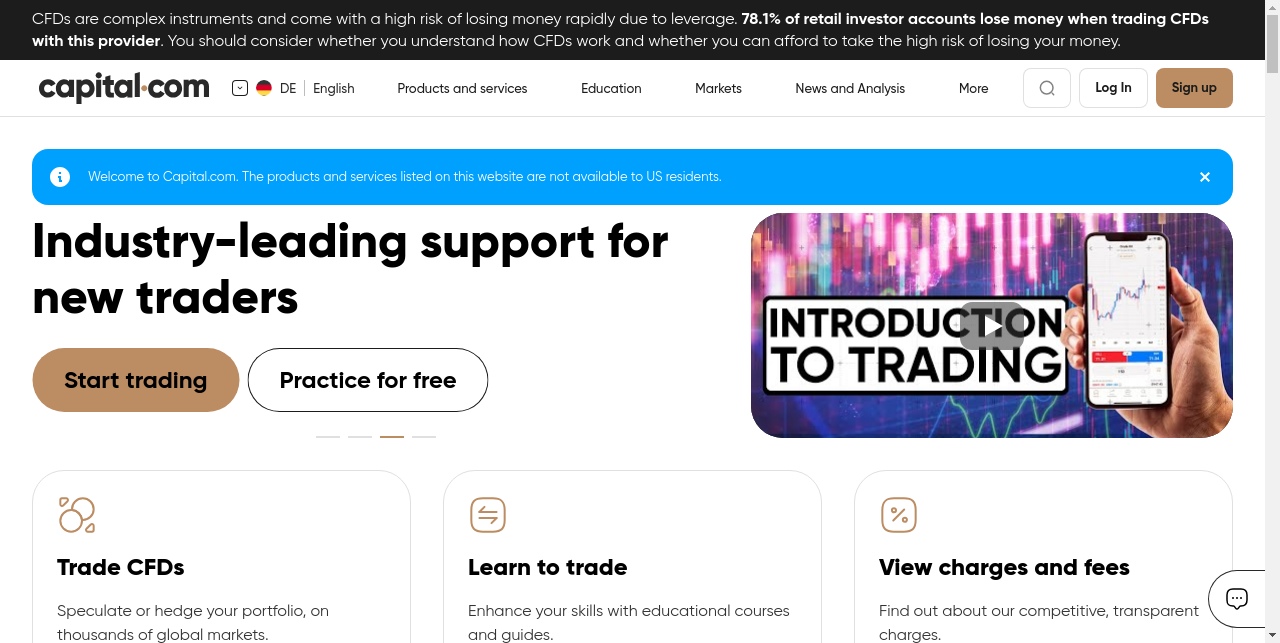 CFDs are complex instruments and come with a high risk of losing money rapidly due to leverage. 78.1% of retail investor accounts lose money when trading CFDs
with this provider. You should consider whether you understand how CFDs work and whether you can afford to take the high risk of losing your money.
capital.com DE English Products and services Education Markets News and Analysis More Log In Sign up
Welcome to Capital.com. The products and services listed on this website are not available to US residents.
Industry-leading support for
new traders
INTRODUCTION
TO TRADING
Start trading Practice for free
Trade CFDs
Speculate or hedge your portfolio, on
thousands of global markets.
Learn to trade
Enhance your skills with educational courses
and guides.
View charges and fees
Find out about our competitive, transparent
charges.